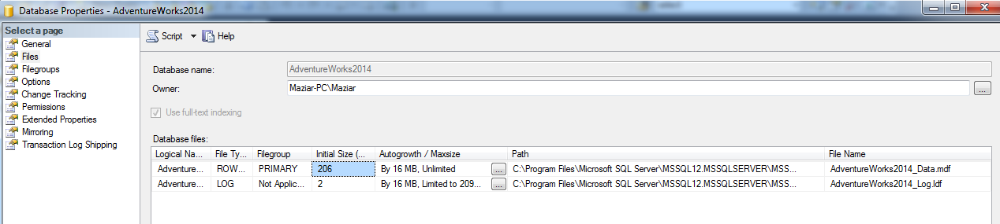 Database Properties - AdventureWorks2014
Select a page
General
Files
Filegroups
Options
Change Tracking
Permissions
Extended Properties
Mirroring
Transaction Log Shipping
Script Help
Database name: AdventureWorks2014
Owner: Maziar-PC\Maziar ...
Use full-text indexing
Database files:
Logical Na... File Ty... Filegroup Initial Size (... Autogrowth / Maxsize Path File Name
Adventure... ROW... PRIMARY 206 By 16 MB, Unlimited ... C:\Program Files\Microsoft SQL Server\MSSQL12.MSSQLSERVER\MSS... AdventureWorks2014_Data.mdf
Adventure... LOG Not Applic... 2 By 16 MB, Limited to 209... ... C:\Program Files\Microsoft SQL Server\MSSQL12.MSSQLSERVER\MSS... AdventureWorks2014_Log.ldf